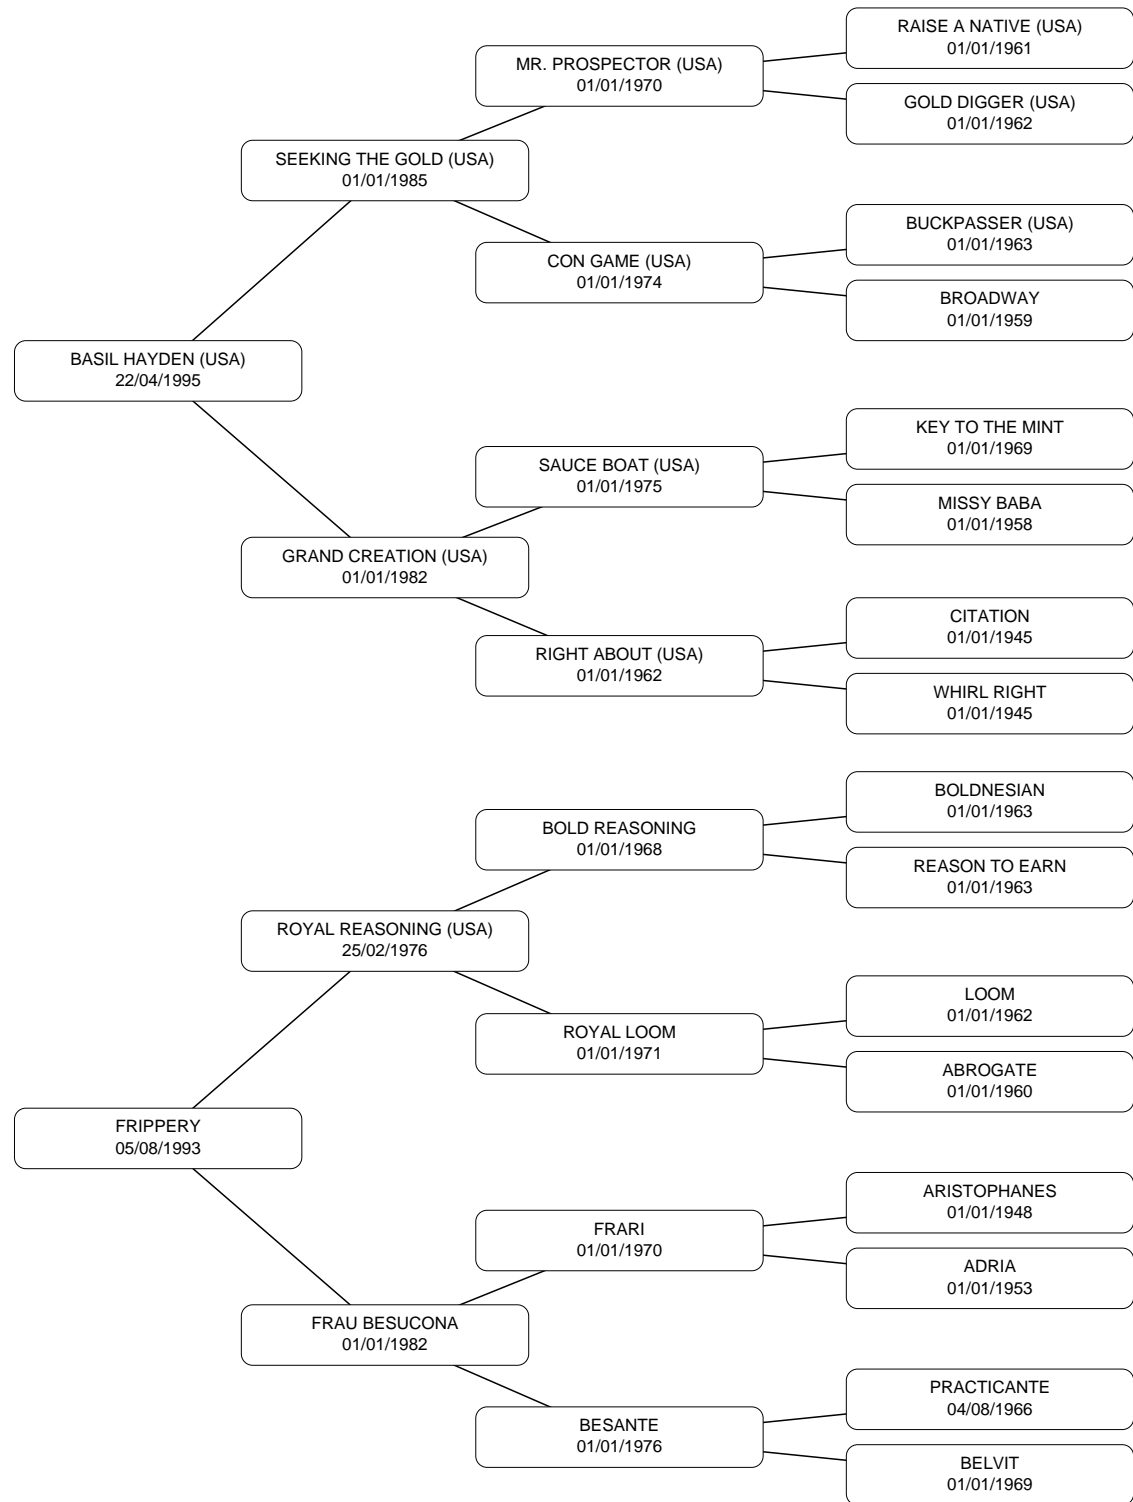 RAISE A NATIVE (USA)
01/01/1961
MR. PROSPECTOR (USA)
01/01/1970
GOLD DIGGER (USA)
01/01/1962
SEEKING THE GOLD (USA)
01/01/1985
BUCKPASSER (USA)
01/01/1963
CON GAME (USA)
01/01/1974
BROADWAY
01/01/1959
BASIL HAYDEN (USA)
22/04/1995
KEY TO THE MINT
01/01/1969
SAUCE BOAT (USA)
01/01/1975
MISSY BABA
01/01/1958
GRAND CREATION (USA)
01/01/1982
CITATION
01/01/1945
RIGHT ABOUT (USA)
01/01/1962
WHIRL RIGHT
01/01/1945
BOLDNESIAN
01/01/1963
BOLD REASONING
01/01/1968
REASON TO EARN
01/01/1963
ROYAL REASONING (USA)
25/02/1976
LOOM
01/01/1962
ROYAL LOOM
01/01/1971
ABROGATE
01/01/1960
FRIPPERY
05/08/1993
ARISTOPHANES
01/01/1948
FRARI
01/01/1970
ADRIA
01/01/1953
FRAU BESUCONA
01/01/1982
PRACTICANTE
04/08/1966
BESANTE
01/01/1976
BELVIT
01/01/1969